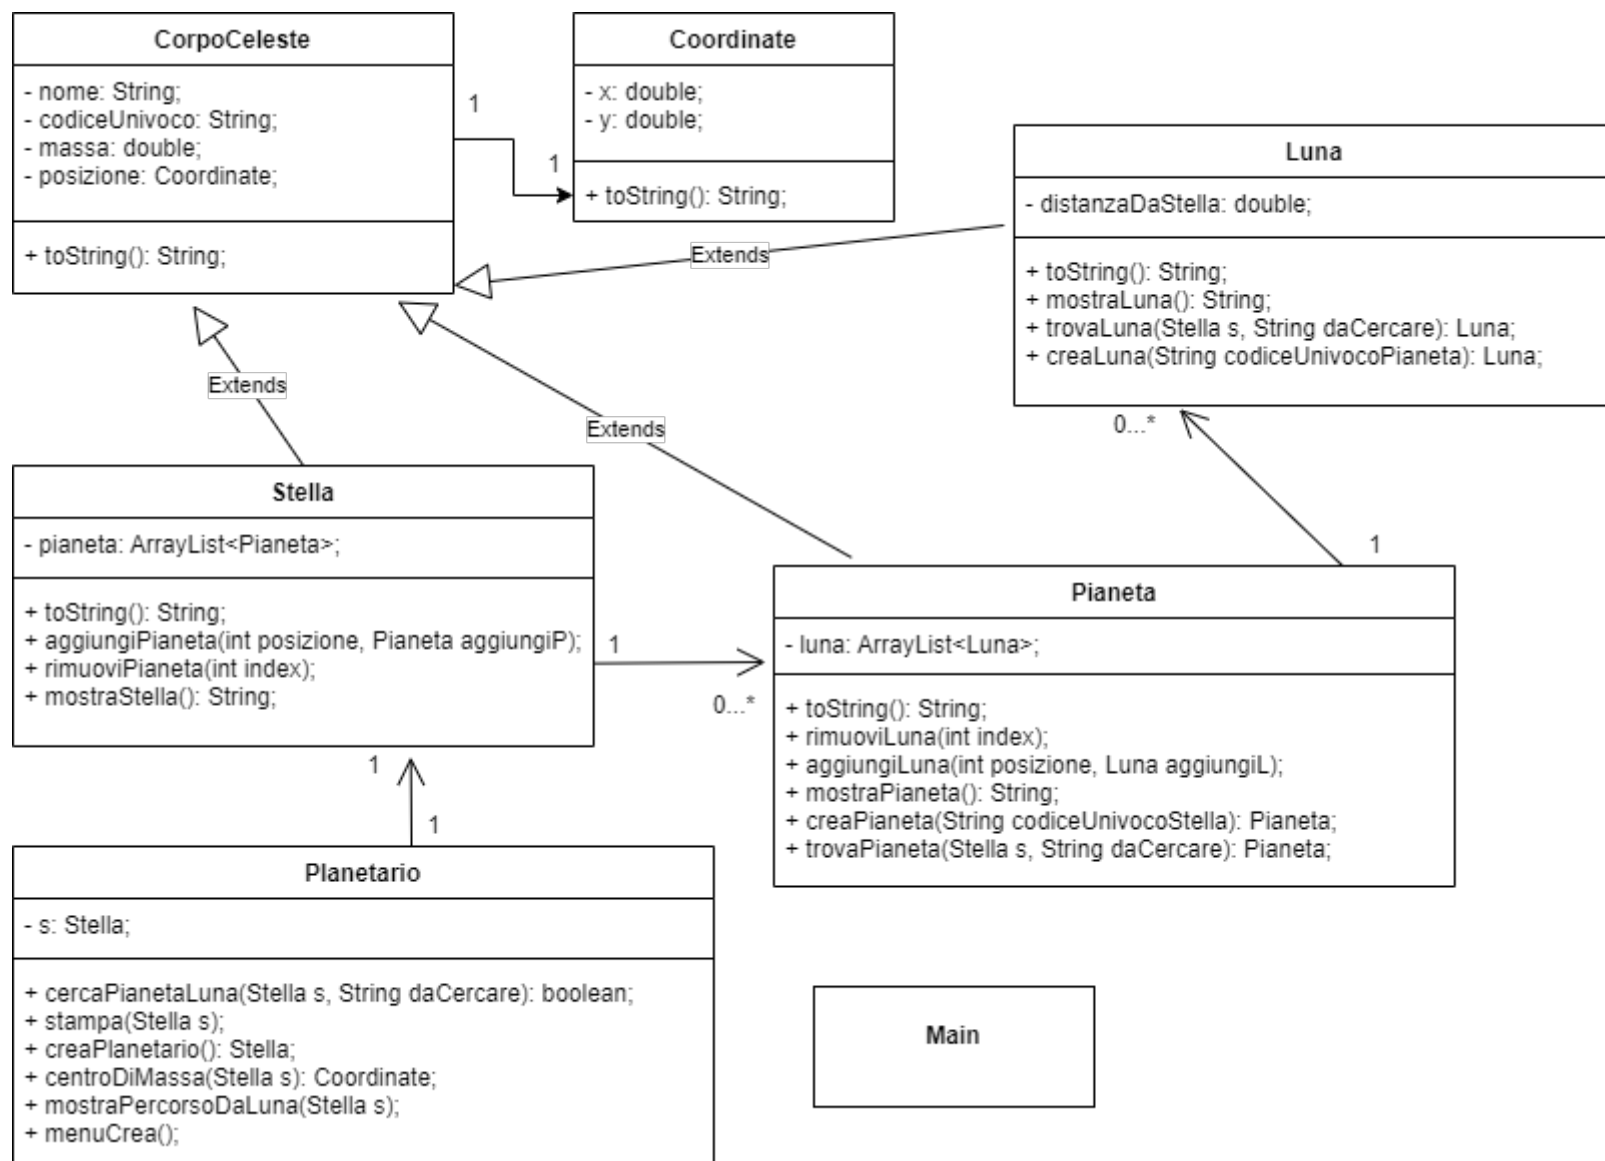 CorpoCeleste
- nome: String;
- codiceUnivoco: String;
- massa: double;
- posizione: Coordinate;
+ toString(): String;
1
1
Coordinate
- x: double;
- y: double;
+ toString(): String;
Luna
- distanzaDaStella: double;
+ toString(): String;
+ mostraLuna(): String;
+ trovaLuna(Stella s, String daCercare): Luna;
+ creaLuna(String codiceUnivocoPianeta): Luna;
Extends
Extends
Extends
0...*
1
Stella
- pianeta: ArrayList<Pianeta>;
+ toString(): String;
+ aggiungiPianeta(int posizione, Pianeta aggiungiP);
+ rimuoviPianeta(int index);
+ mostraStella(): String;
1
0...*
Pianeta
- luna: ArrayList<Luna>;
+ toString(): String;
+ rimuoviLuna(int index);
+ aggiungiLuna(int posizione, Luna aggiungiL);
+ mostraPianeta(): String;
+ creaPianeta(String codiceUnivocoStella): Pianeta;
+ trovaPianeta(Stella s, String daCercare): Pianeta;
1
1
Planetario
- s: Stella;
+ cercaPianetaLuna(Stella s, String daCercare): boolean;
+ stampa(Stella s);
+ creaPlanetario(): Stella;
+ centroDiMassa(Stella s): Coordinate;
+ mostraPercorsoDaLuna(Stella s);
+ menuCrea();
Main